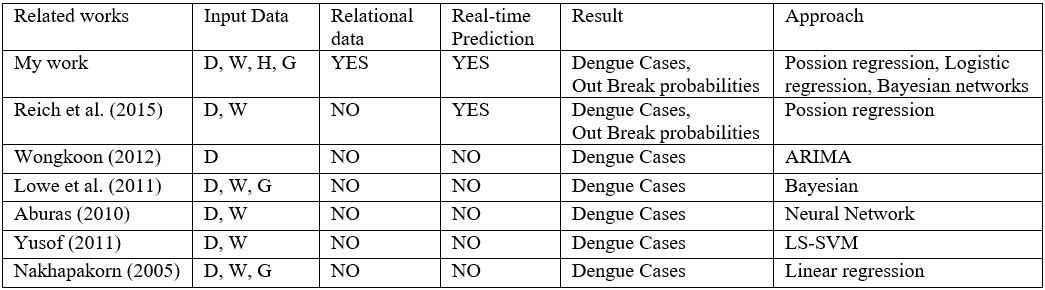 Related works Input Data Relational data Real-time Prediction Result Approach
My work D, W, H, G YES YES Dengue Cases, Out Break probabilities Possion regression, Logistic regression, Bayesian networks
Reich et al. (2015) D, W NO YES Dengue Cases, Out Break probabilities Possion regression
Wongkoon (2012) D NO NO Dengue Cases ARIMA
Lowe et al. (2011) D, W, G NO NO Dengue Cases Bayesian
Aburas (2010) D, W NO NO Dengue Cases Neural Network
Yusof (2011) D, W NO NO Dengue Cases LS-SVM
Nakhapakorn (2005) D, W, G NO NO Dengue Cases Linear regression